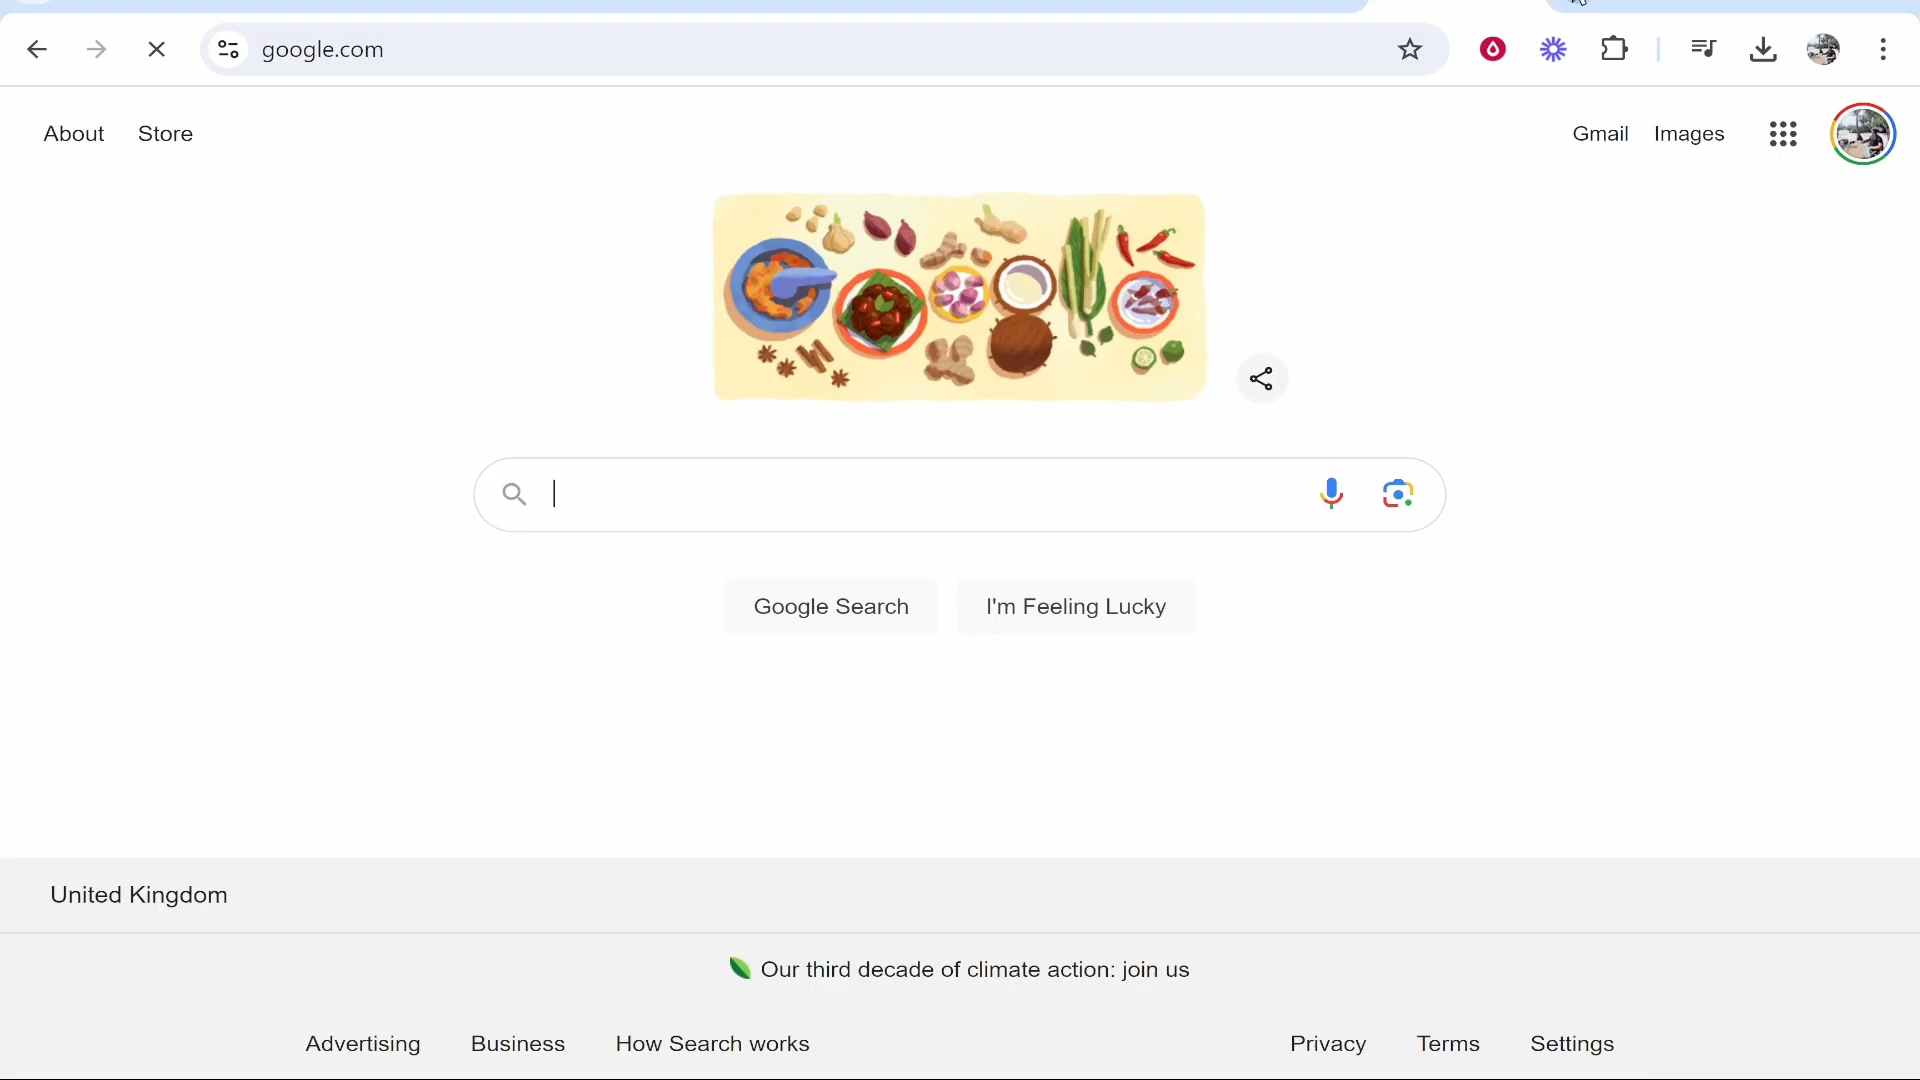 google.com
About Store Gmail Images
Google Search I'm Feeling Lucky
United Kingdom
Our third decade of climate action: join us
Advertising Business How Search works Privacy Terms Settings